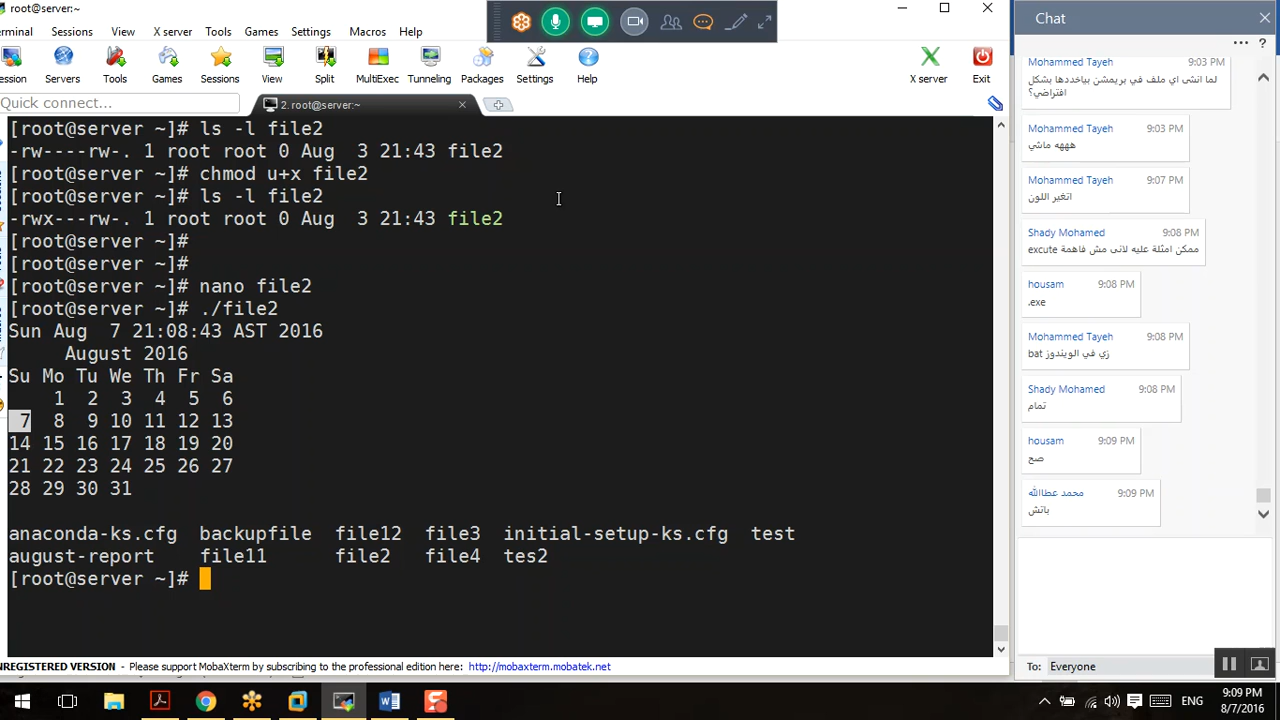 root@server:~
Terminal Sessions View X server Tools Games Settings Macros Help
Session Servers Tools Games Sessions View Split MultiExec Tunneling Packages Settings Help X server Exit
Quick connect...
2. root@server:~
[root@server ~]# ls -l file2
-rw----rw-. 1 root root 0 Aug  3 21:43 file2
[root@server ~]# chmod u+x file2
[root@server ~]# ls -l file2
-rwx---rw-. 1 root root 0 Aug  3 21:43 file2
[root@server ~]#
[root@server ~]#
[root@server ~]# nano file2
[root@server ~]# ./file2
Sun Aug  7 21:08:43 AST 2016
August 2016
Su Mo Tu We Th Fr Sa
1  2  3  4  5  6
7  8  9 10 11 12 13
14 15 16 17 18 19 20
21 22 23 24 25 26 27
28 29 30 31
anaconda-ks.cfg  backupfile  file12  file3  initial-setup-ks.cfg  test
august-report    file11      file2   file4  tes2
[root@server ~]#
NREGISTERED VERSION - Please support MobaXterm by subscribing to the professional edition here: http://mobaxterm.mobatek.net
Chat
Mohammed Tayeh 9:03 PM
لما انشى اي ملف في بريمشن بياخددها بشكل
افتراضي؟
Mohammed Tayeh 9:03 PM
هههه ماشي
Mohammed Tayeh 9:07 PM
اتغير اللون
Shady Mohamed 9:08 PM
ممكن امثلة عليه لانى مش فاهمة excute
housam 9:08 PM
.exe
Mohammed Tayeh 9:08 PM
زي في الويندوز bat
Shady Mohamed 9:08 PM
تمام
housam 9:09 PM
صح
محمد عطاالله 9:09 PM
باتش
To: Everyone
ENG
9:09 PM
8/7/2016